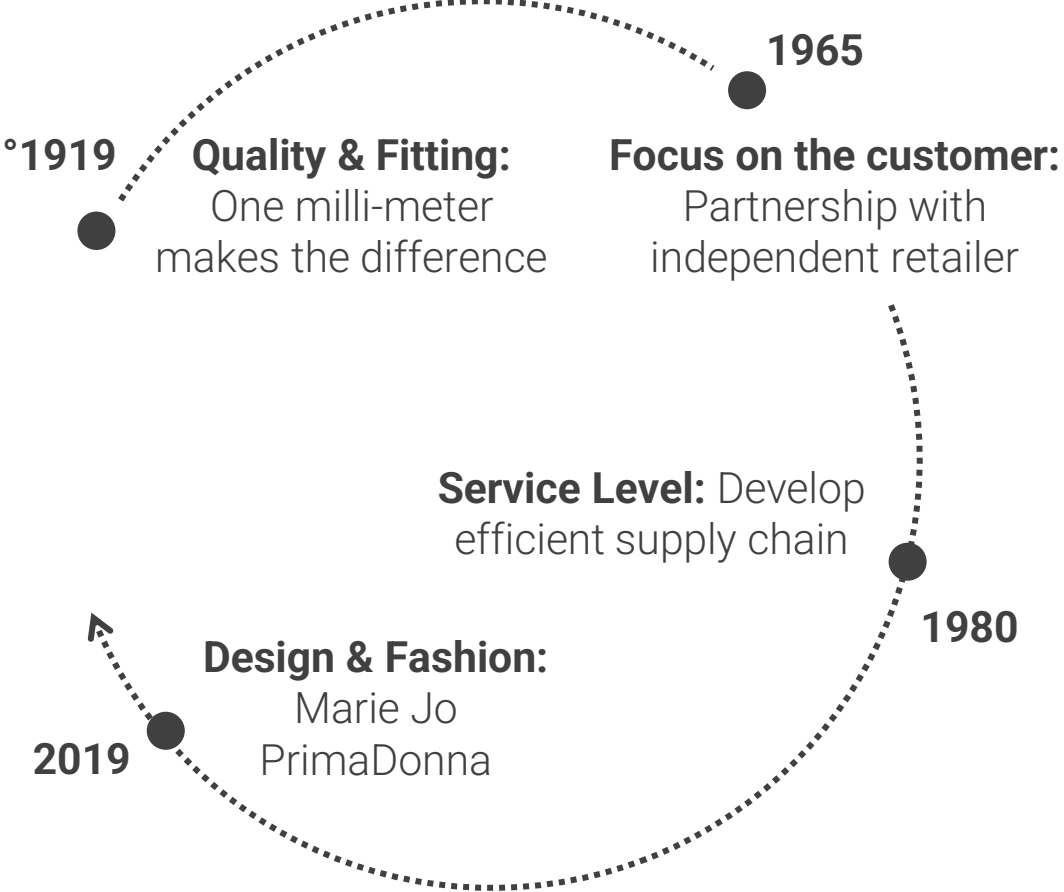 °1919
Quality & Fitting:
One milli-meter
makes the difference
1965
Focus on the customer:
Partnership with
independent retailer
Service Level: Develop
efficient supply chain
1980
Design & Fashion:
Marie Jo
PrimaDonna
2019